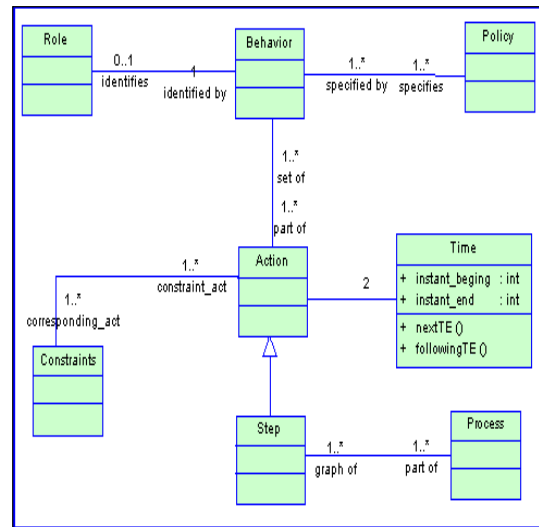 Role
Behavior
Policy
0..1
1
1..*
1..*
identifies
identified by
specified by
specifies
1..*
set of
1..*
part of
Action
Time
+ instant_beging : int
+ instant_end : int
+ nextTE ()
+ followingTE ()
2
1..*
constraint_act
1..*
corresponding_act
Constraints
Step
Process
1..*
graph of
1..*
part of